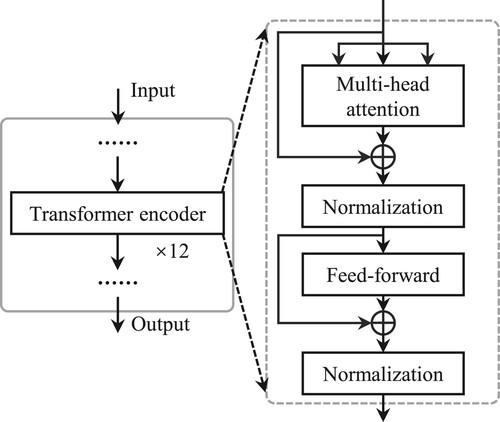 Input
......
Transformer encoder
×12
......
Output
Multi-head
attention
Normalization
Feed-forward
Normalization